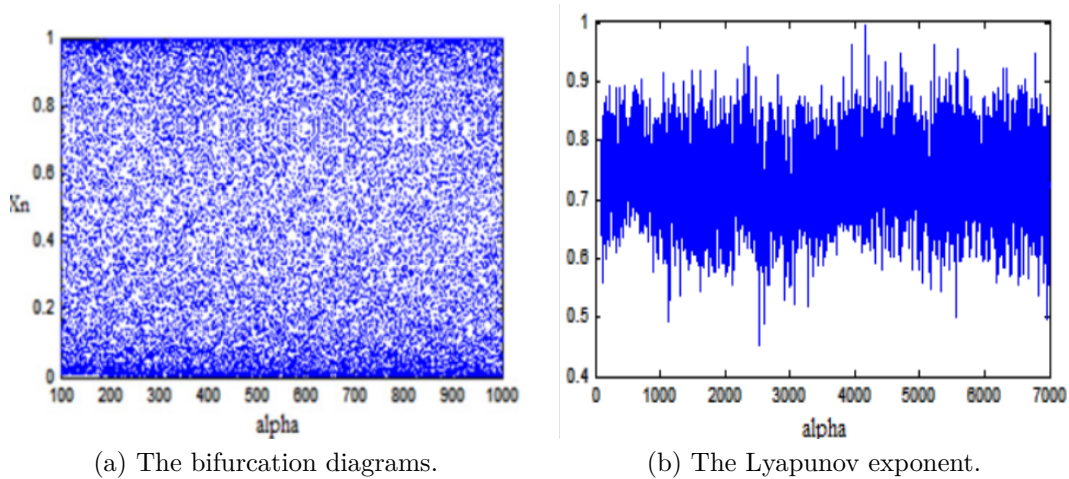 1
0.8
0.6
Xn
0.4
0.2
0
100 200 300 400 500 600 700 800 900 1000
alpha
1
0.9
0.8
0.7
0.6
0.5
0.4
0 1000 2000 3000 4000 5000 6000 7000
alpha
(a) The bifurcation diagrams.
(b) The Lyapunov exponent.